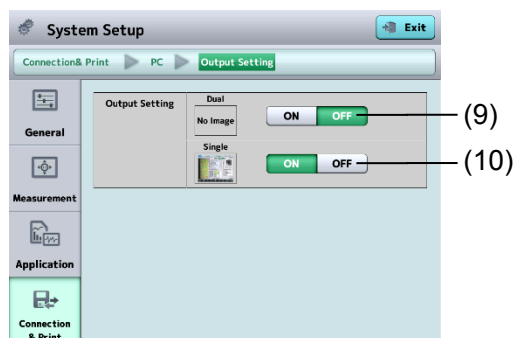 System Setup
Exit
Connection& Print PC Output Setting
General
Measurement
Application
Connection
& Print
Output Setting
Dual
No Image
ON OFF
(9)
Single
ON OFF
(10)